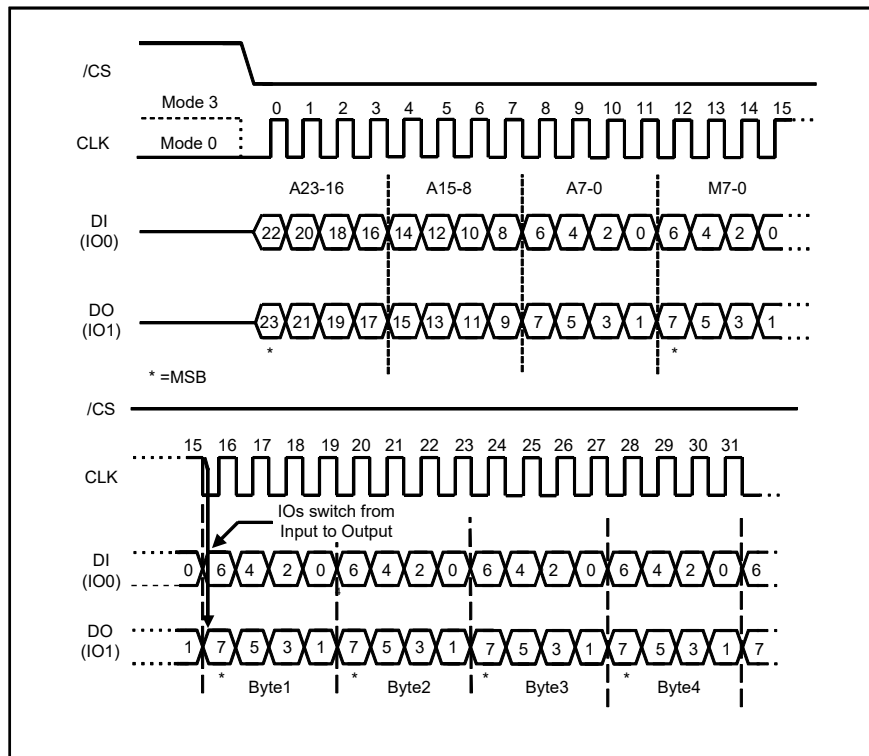 /CS
Mode 3
0 1 2 3 4 5 6 7 8 9 10 11 12 13 14 15
CLK
Mode 0
A23-16 A15-8 A7-0 M7-0
DI
(IO0)
22 20 18 16 14 12 10 8 6 4 2 0 6 4 2 0
DO
(IO1)
23 21 19 17 15 13 11 9 7 5 3 1 7 5 3 1
* *
* =MSB
/CS
15 16 17 18 19 20 21 22 23 24 25 26 27 28 29 30 31
CLK
IOs switch from
Input to Output
DI
(IO0)
0 6 4 2 0 6 4 2 0 6 4 2 0 6 4 2 0 6
DO
(IO1)
1 7 5 3 1 7 5 3 1 7 5 3 1 7 5 3 1 7
* Byte1 * Byte2 * Byte3 * Byte4